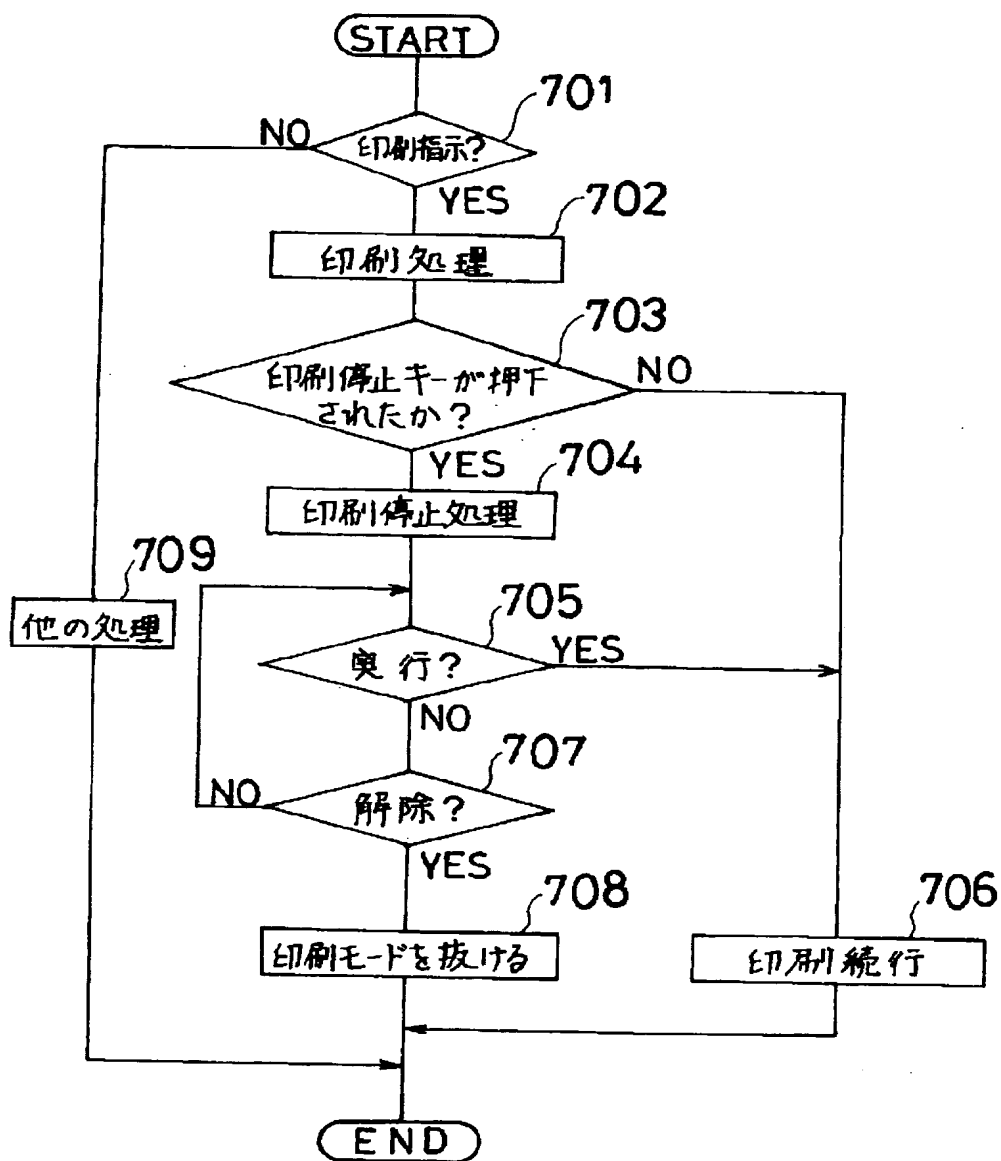 START
701
NO
印刷指示?
YES
702
印刷処理
703
印刷停止キーが押下
されたか?
NO
YES
704
印刷停止処理
709
他の処理
705
実行?
YES
NO
707
NO
解除?
YES
708
印刷モードを抜ける
706
印刷続行
END